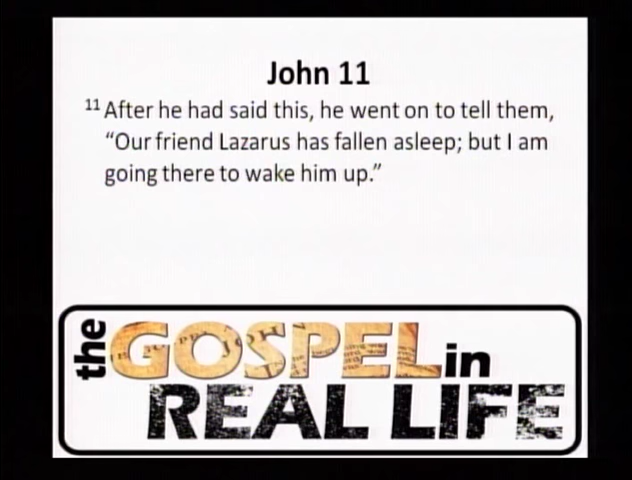 John 11
11 After he had said this, he went on to tell them,
“Our friend Lazarus has fallen asleep; but I am
going there to wake him up.”
the GOSPEL in
REAL LIFE